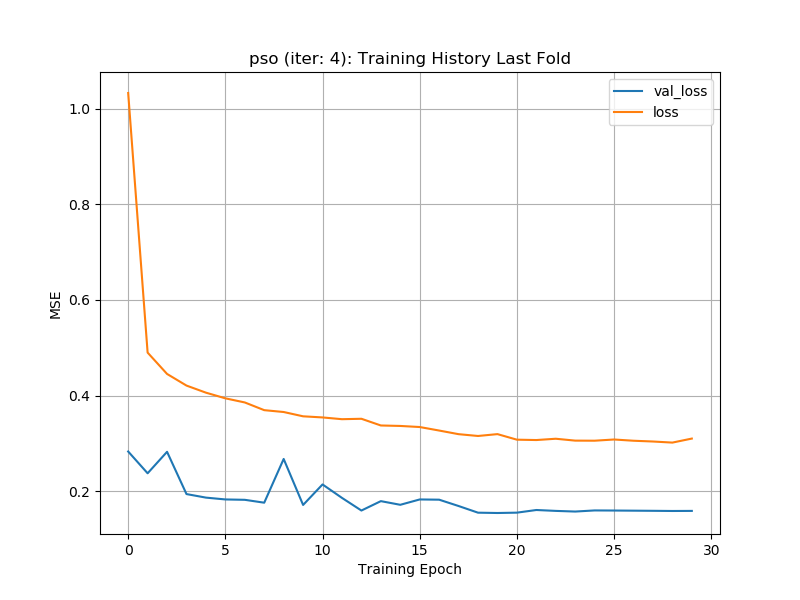 pso (iter: 4): Training History Last Fold
val_loss
loss
1.0
0.8
0.6
0.4
0.2
MSE
0 5 10 15 20 25 30
Training Epoch